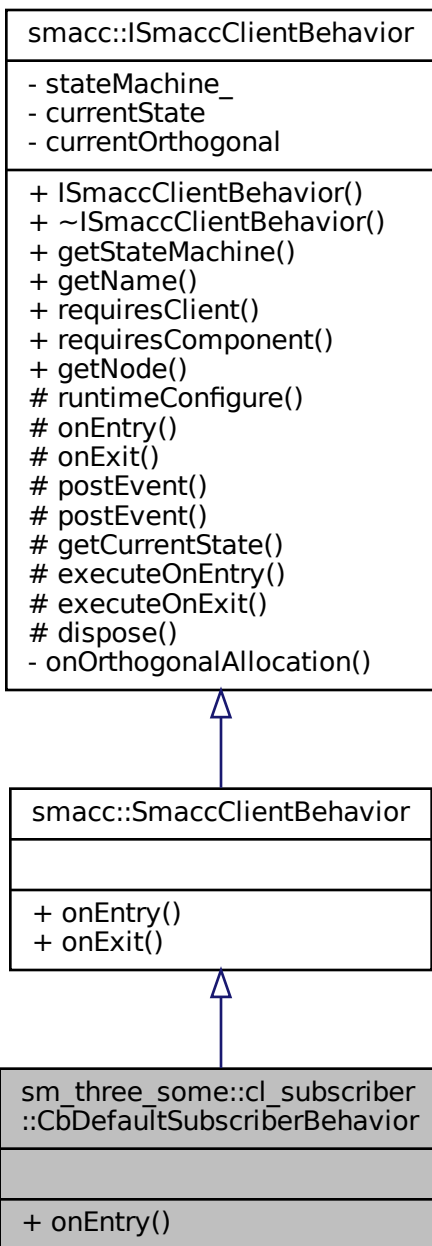 smacc::ISmaccClientBehavior
- stateMachine_
- currentState
- currentOrthogonal
+ ISmaccClientBehavior()
+ ~ISmaccClientBehavior()
+ getStateMachine()
+ getName()
+ requiresClient()
+ requiresComponent()
+ getNode()
# runtimeConfigure()
# onEntry()
# onExit()
# postEvent()
# postEvent()
# getCurrentState()
# executeOnEntry()
# executeOnExit()
# dispose()
- onOrthogonalAllocation()
smacc::SmaccClientBehavior
+ onEntry()
+ onExit()
sm_three_some::cl_subscriber
::CbDefaultSubscriberBehavior
+ onEntry()